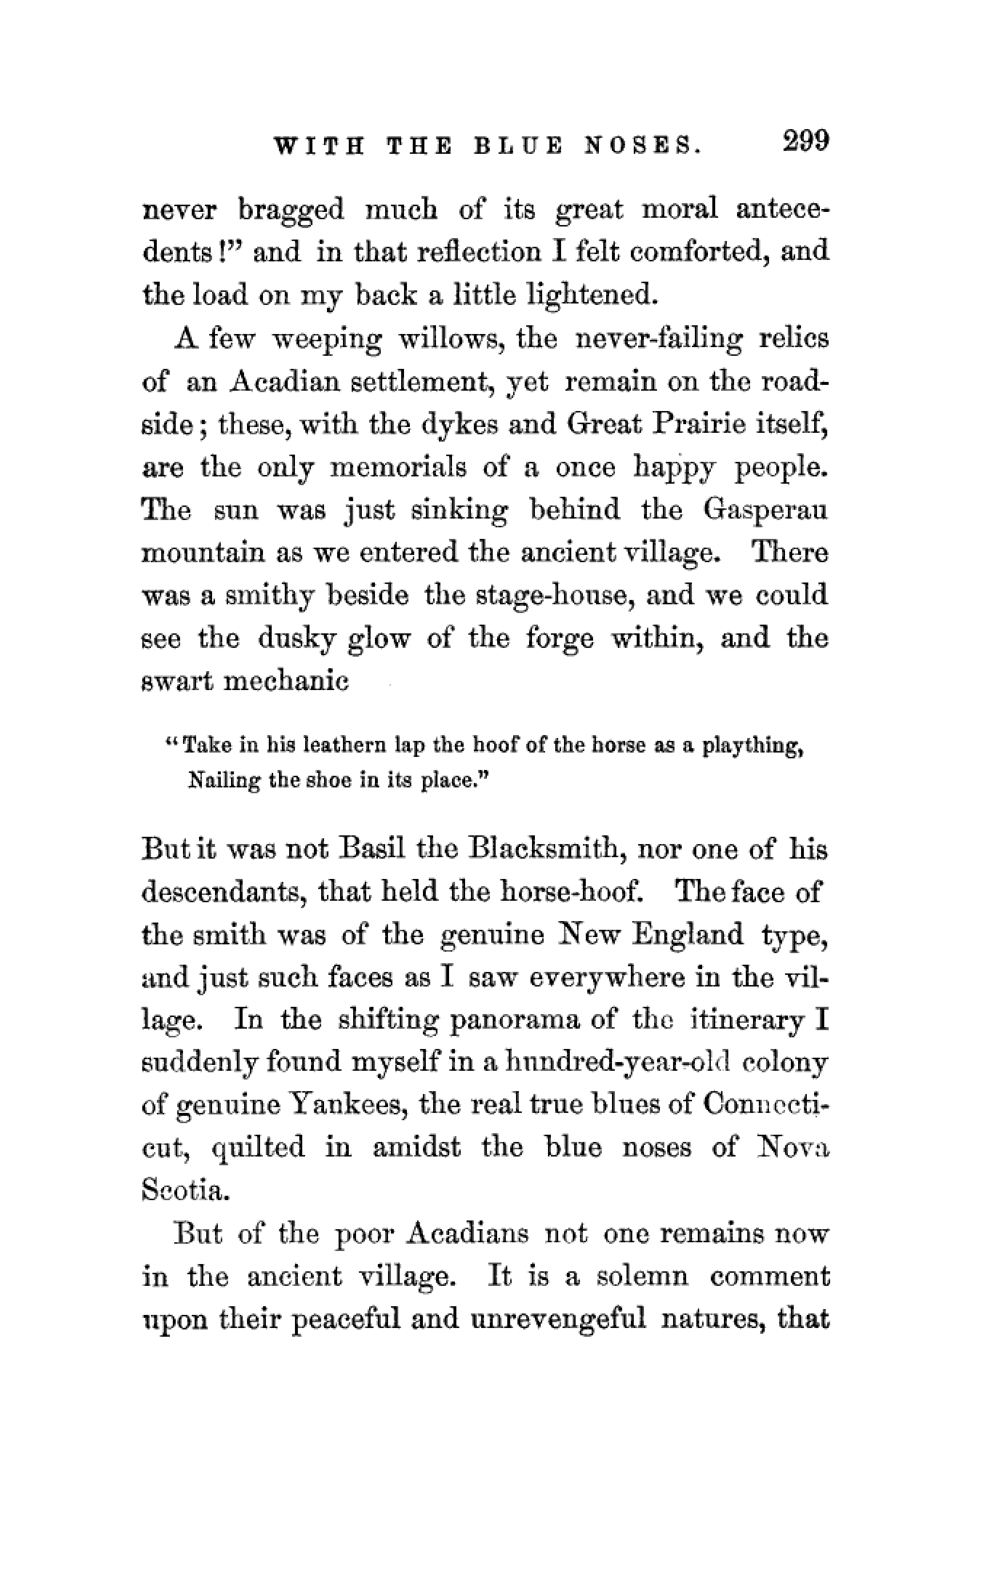 WITH THE BLUE NOSES. 299
never bragged much of its great moral antece-
dents!” and in that reflection I felt comforted, and
the load on my back a little lightened.
A few weeping willows, the never-failing relics
of an Acadian settlement, yet remain on the road-
side; these, with the dykes and Great Prairie itself,
are the only memorials of a once happy people.
The sun was just sinking behind the Gasperau
mountain as we entered the ancient village. There
was a smithy beside the stage-house, and we could
see the dusky glow of the forge within, and the
swart mechanic
“Take in his leathern lap the hoof of the horse as a plaything,
Nailing the shoe in its place.”
But it was not Basil the Blacksmith, nor one of his
descendants, that held the horse-hoof. The face of
the smith was of the genuine New England type,
and just such faces as I saw everywhere in the vil-
lage. In the shifting panorama of the itinerary I
suddenly found myself in a hundred-year-old colony
of genuine Yankees, the real true blues of Connecti-
cut, quilted in amidst the blue noses of Nova
Scotia.
But of the poor Acadians not one remains now
in the ancient village. It is a solemn comment
upon their peaceful and unrevengeful natures, that